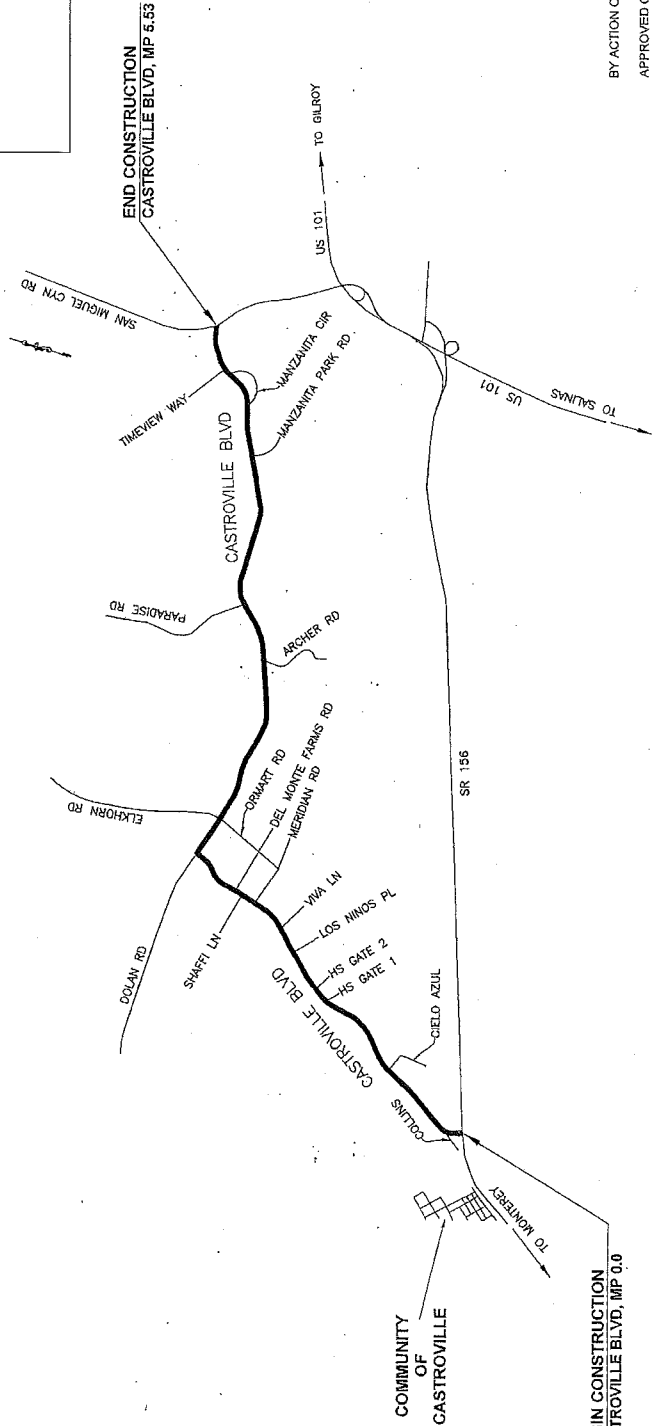 END CONSTRUCTION
CASTROVILLE BLVD, MP 5.53
BY ACTION O
APPROVED O
TO GILROY
US 101
SAN MIGUEL CYN RD
TIMEVIEW WAY
MANZANITA CIR
MANZANITA PARK RD
CASTROVILLE BLVD
US 101
TO SALINAS
PARADISE RD
ARCHER RD
ELKHORN RD
ORMART RD
DEL MONTE FARMS RD
MERIDIAN RD
SR 156
DOLAN RD
SHAFFI LN
VIVA LN
LOS NINOS PL
HS GATE 2
HS GATE 1
CASTROVILLE BLVD
CIELO AZUL
COLLINS
TO MONTEREY
COMMUNITY
OF
CASTROVILLE
IN CONSTRUCTION
TROVILLE BLVD, MP 0.0